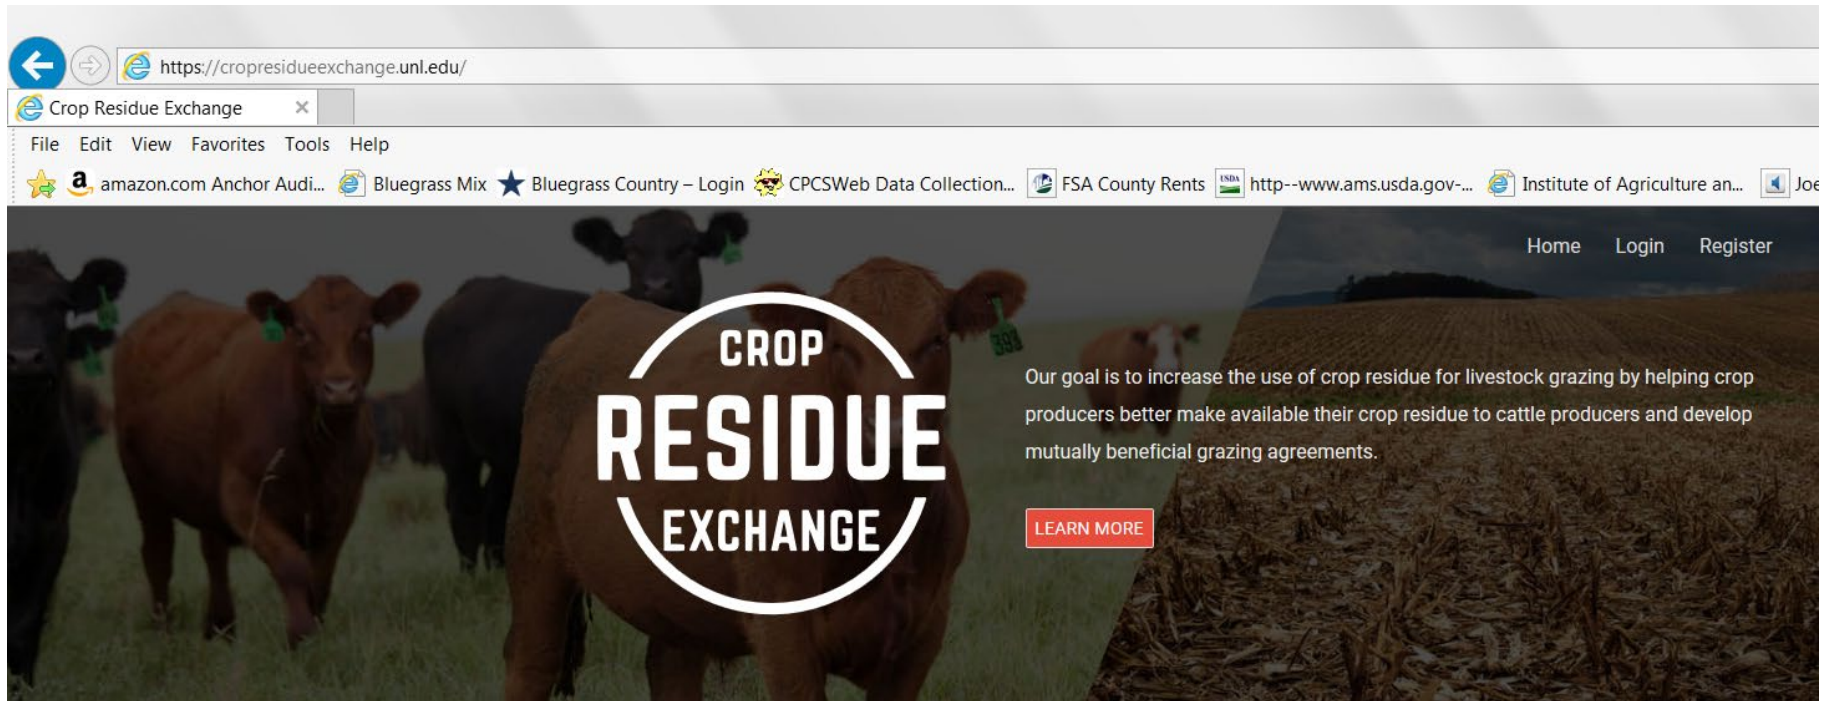 https://cropresidueexchange.unl.edu/
Crop Residue Exchange
File Edit View Favorites Tools Help
amazon.com Anchor Audi... Bluegrass Mix Bluegrass Country – Login CPCSWeb Data Collection... FSA County Rents USDA http--www.ams.usda.gov-... Institute of Agriculture an... Joe
Home Login Register
CROP
RESIDUE
EXCHANGE
393
Our goal is to increase the use of crop residue for livestock grazing by helping crop
producers better make available their crop residue to cattle producers and develop
mutually beneficial grazing agreements.
LEARN MORE